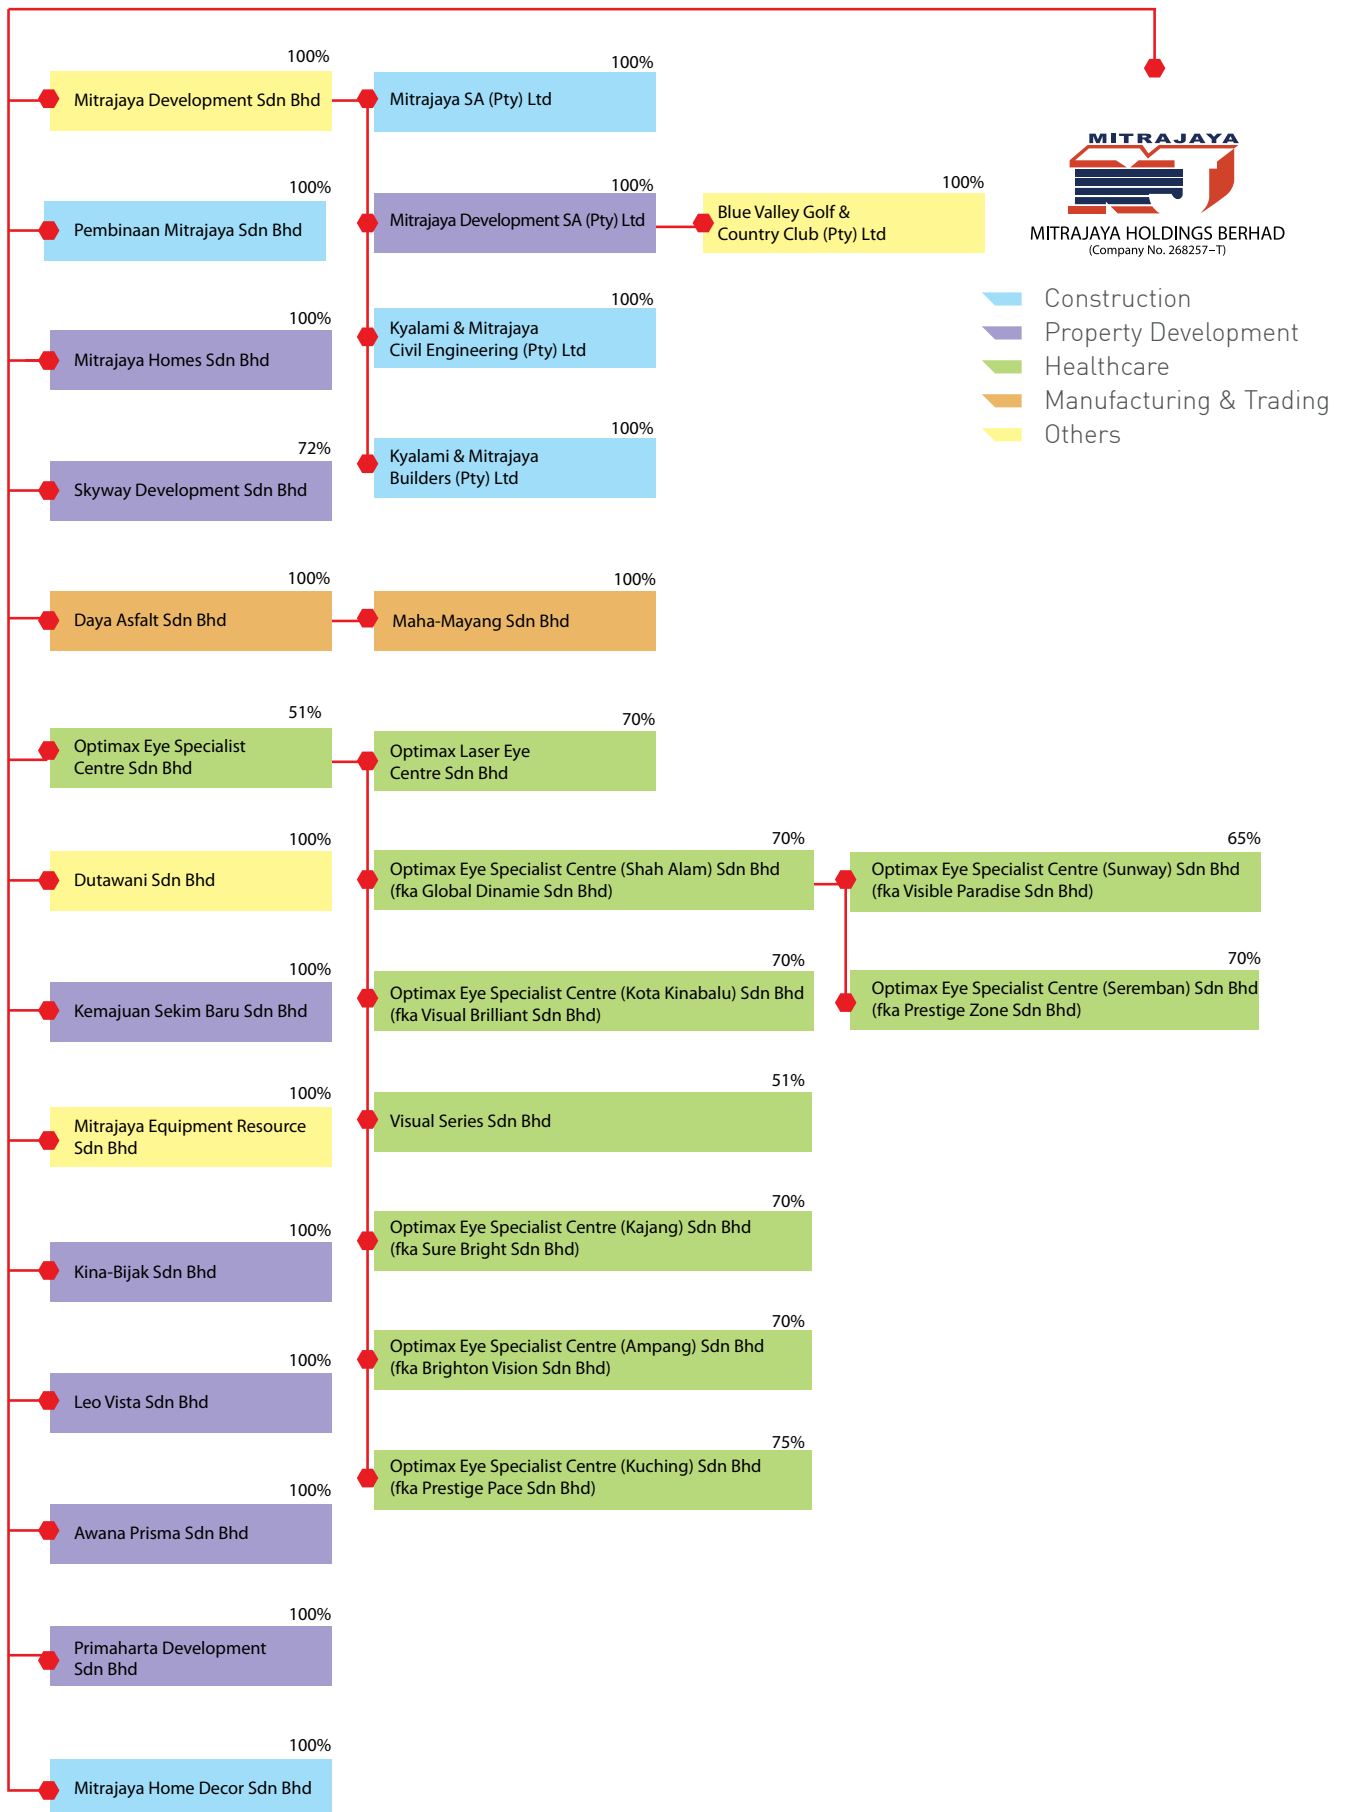 100%
Mitrajaya Development Sdn Bhd
100%
Mitrajaya SA (Pty) Ltd
MITRAJAYA
MITRAJAYA HOLDINGS BERHAD
(Company No. 268257–T)
100%
Pembinaan Mitrajaya Sdn Bhd
100%
Mitrajaya Development SA (Pty) Ltd
100%
Blue Valley Golf &
Country Club (Pty) Ltd
Construction
Property Development
Healthcare
Manufacturing & Trading
Others
100%
Mitrajaya Homes Sdn Bhd
100%
Kyalami & Mitrajaya
Civil Engineering (Pty) Ltd
72%
Skyway Development Sdn Bhd
100%
Kyalami & Mitrajaya
Builders (Pty) Ltd
100%
Daya Asfalt Sdn Bhd
100%
Maha-Mayang Sdn Bhd
51%
Optimax Eye Specialist
Centre Sdn Bhd
70%
Optimax Laser Eye
Centre Sdn Bhd
100%
Dutawani Sdn Bhd
70%
Optimax Eye Specialist Centre (Shah Alam) Sdn Bhd
(fka Global Dinamie Sdn Bhd)
65%
Optimax Eye Specialist Centre (Sunway) Sdn Bhd
(fka Visible Paradise Sdn Bhd)
100%
Kemajuan Sekim Baru Sdn Bhd
70%
Optimax Eye Specialist Centre (Kota Kinabalu) Sdn Bhd
(fka Visual Brilliant Sdn Bhd)
70%
Optimax Eye Specialist Centre (Seremban) Sdn Bhd
(fka Prestige Zone Sdn Bhd)
100%
Mitrajaya Equipment Resource
Sdn Bhd
51%
Visual Series Sdn Bhd
100%
Kina-Bijak Sdn Bhd
70%
Optimax Eye Specialist Centre (Kajang) Sdn Bhd
(fka Sure Bright Sdn Bhd)
100%
Leo Vista Sdn Bhd
70%
Optimax Eye Specialist Centre (Ampang) Sdn Bhd
(fka Brighton Vision Sdn Bhd)
100%
Awana Prisma Sdn Bhd
75%
Optimax Eye Specialist Centre (Kuching) Sdn Bhd
(fka Prestige Pace Sdn Bhd)
100%
Primaharta Development
Sdn Bhd
100%
Mitrajaya Home Decor Sdn Bhd